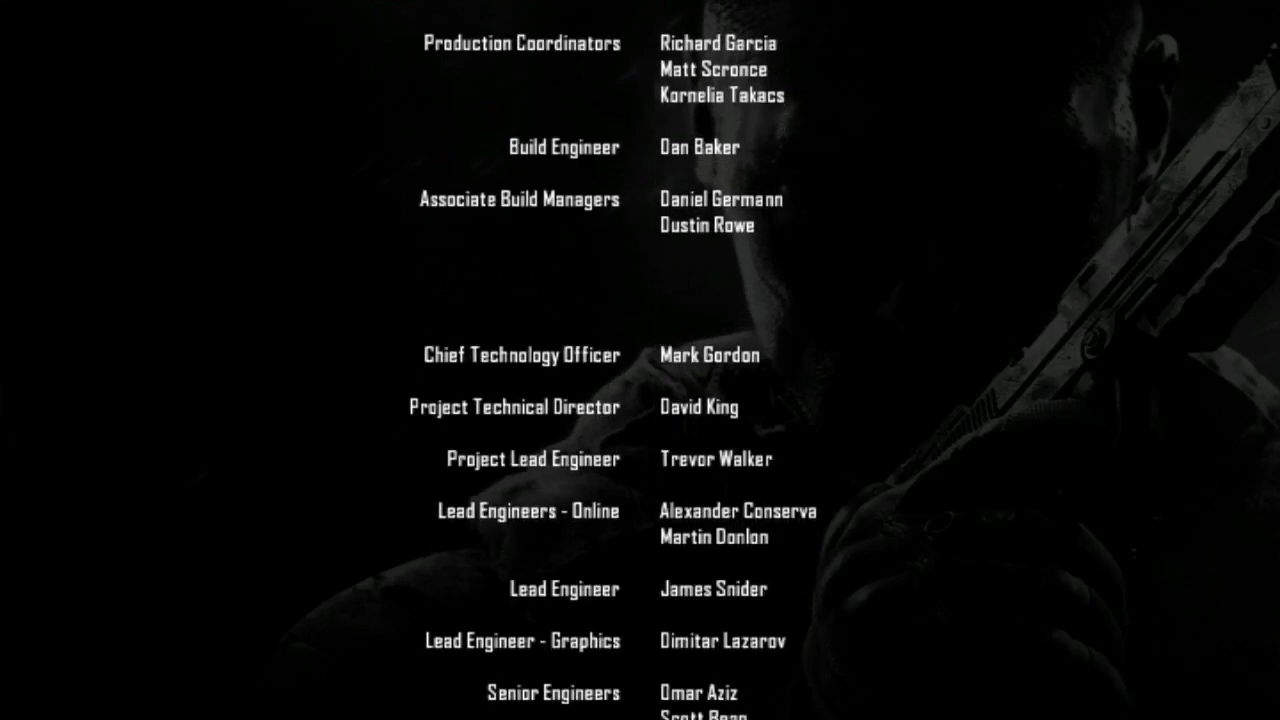 Production Coordinators Richard Garcia
Matt Scronce
Kornelia Takacs
Build Engineer Dan Baker
Associate Build Managers Daniel Germann
Dustin Rowe
Chief Technology Officer Mark Gordon
Project Technical Director David King
Project Lead Engineer Trevor Walker
Lead Engineers - Online Alexander Conserva
Martin Donlon
Lead Engineer James Snider
Lead Engineer - Graphics Dimitar Lazarov
Senior Engineers Omar Aziz
Scott Bean